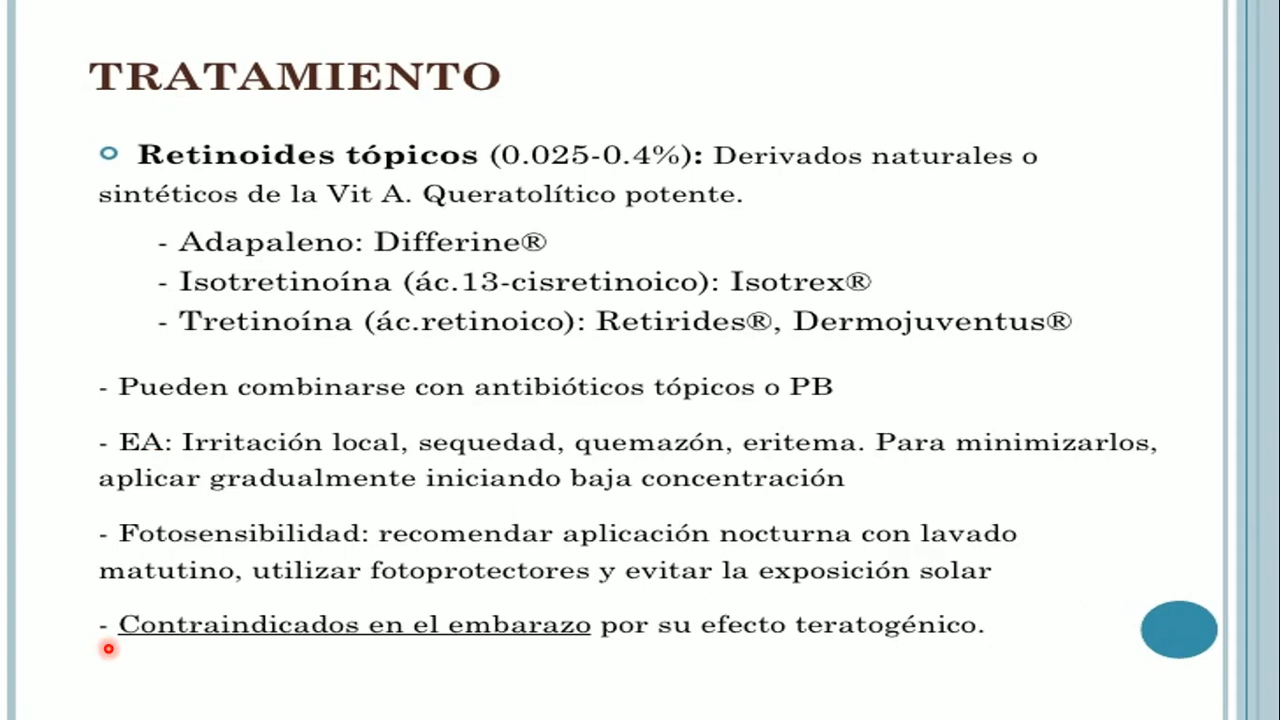 TRATAMIENTO
Retinoides tópicos (0.025-0.4%): Derivados naturales o
sintéticos de la Vit A. Queratolítico potente.
- Adapaleno: Differine®
- Isotretinoína (ác.13-cisretinoico): Isotrex®
- Tretinoína (ác.retinoico): Retirides®, Dermojuventus®
- Pueden combinarse con antibióticos tópicos o PB
- EA: Irritación local, sequedad, quemazón, eritema. Para minimizarlos,
aplicar gradualmente iniciando baja concentración
- Fotosensibilidad: recomendar aplicación nocturna con lavado
matutino, utilizar fotoprotectores y evitar la exposición solar
- Contraindicados en el embarazo por su efecto teratogénico.